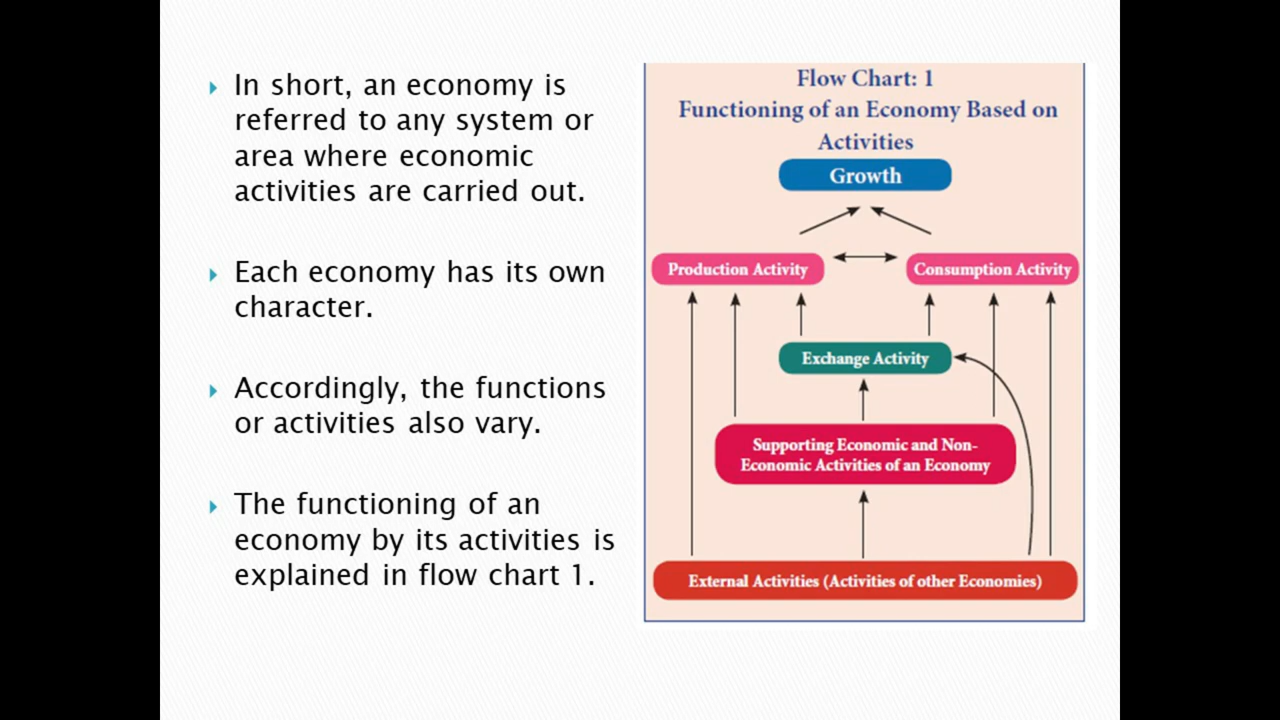 In short, an economy is
referred to any system or
area where economic
activities are carried out.
Each economy has its own
character.
Accordingly, the functions
or activities also vary.
The functioning of an
economy by its activities is
explained in flow chart 1.
Flow Chart: 1
Functioning of an Economy Based on
Activities
Growth
Production Activity
Consumption Activity
Exchange Activity
Supporting Economic and Non-
Economic Activities of an Economy
External Activities (Activities of other Economies)